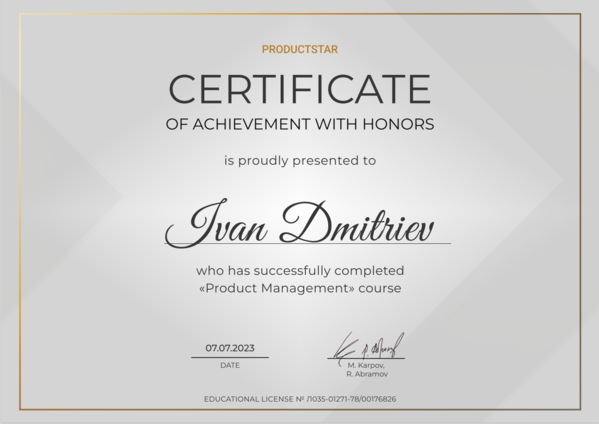 PRODUCTSTAR
CERTIFICATE
OF ACHIEVEMENT WITH HONORS
is proudly presented to
Ivan Dmitriev
who has successfully completed
«Product Management» course
07.07.2023
DATE
M. Karpov,
R. Abramov
EDUCATIONAL LICENSE № Л035-01271-78/00176826